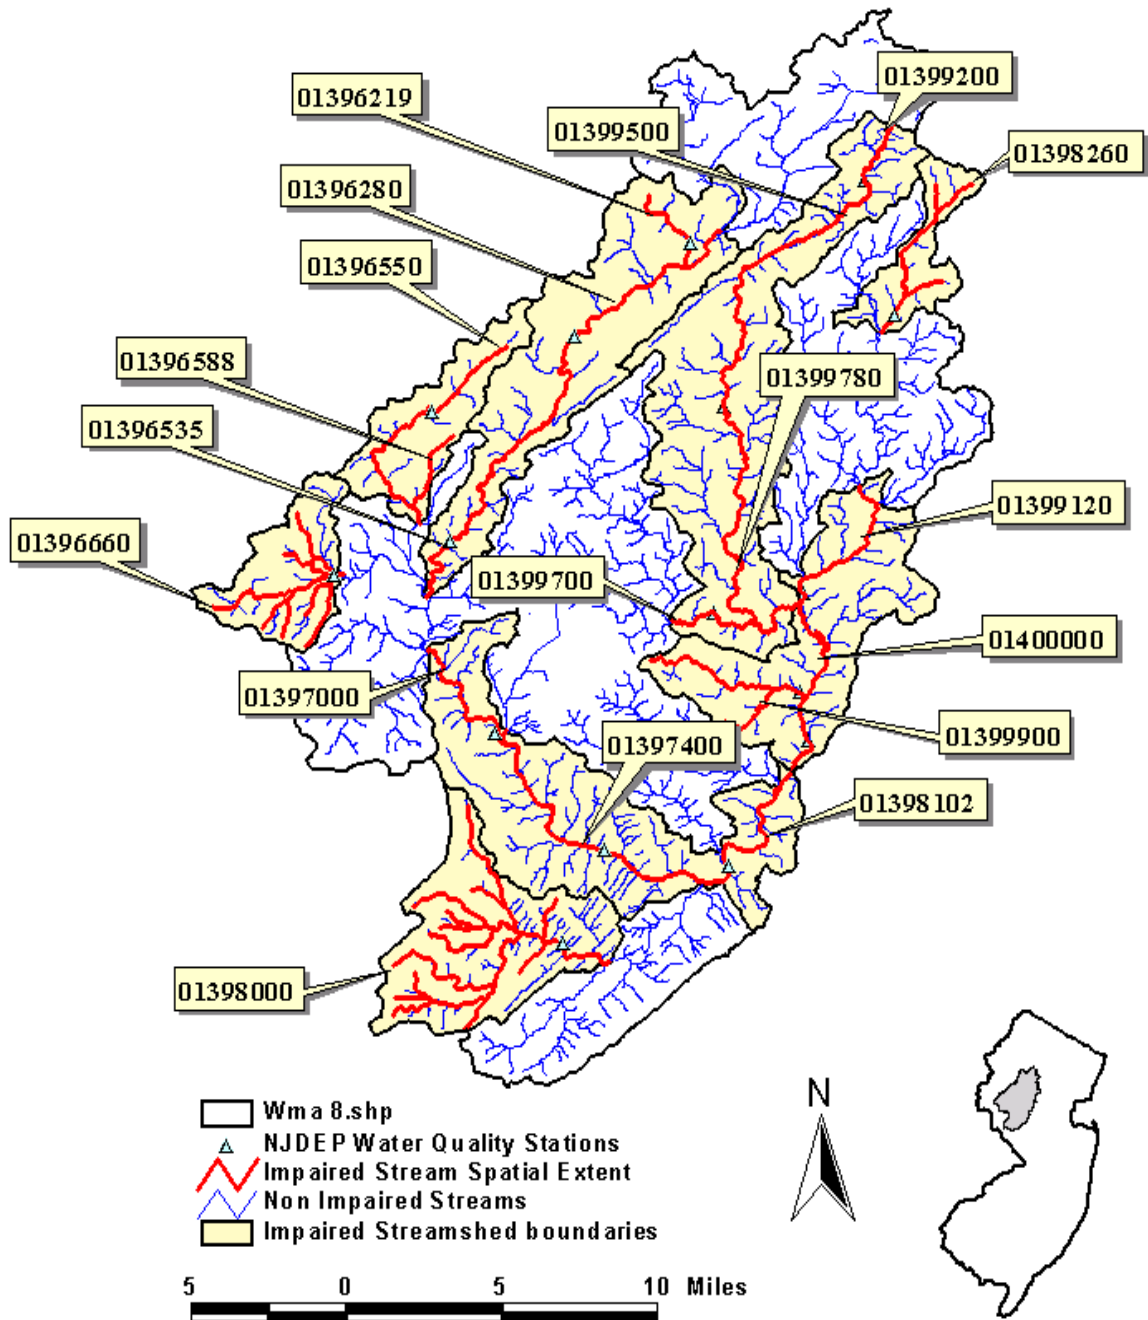 01399200
01396219
01399500
01398260
01396280
01396550
01396588
01399780
01396535
01399120
01396660
01399700
01400000
01397000
01399900
01397400
01398102
01398000
N
Wma 8.shp
NJDEP Water Quality Stations
Impaired Stream Spatial Extent
Non Impaired Streams
Impaired Streamshed boundaries
5 0 5 10 Miles